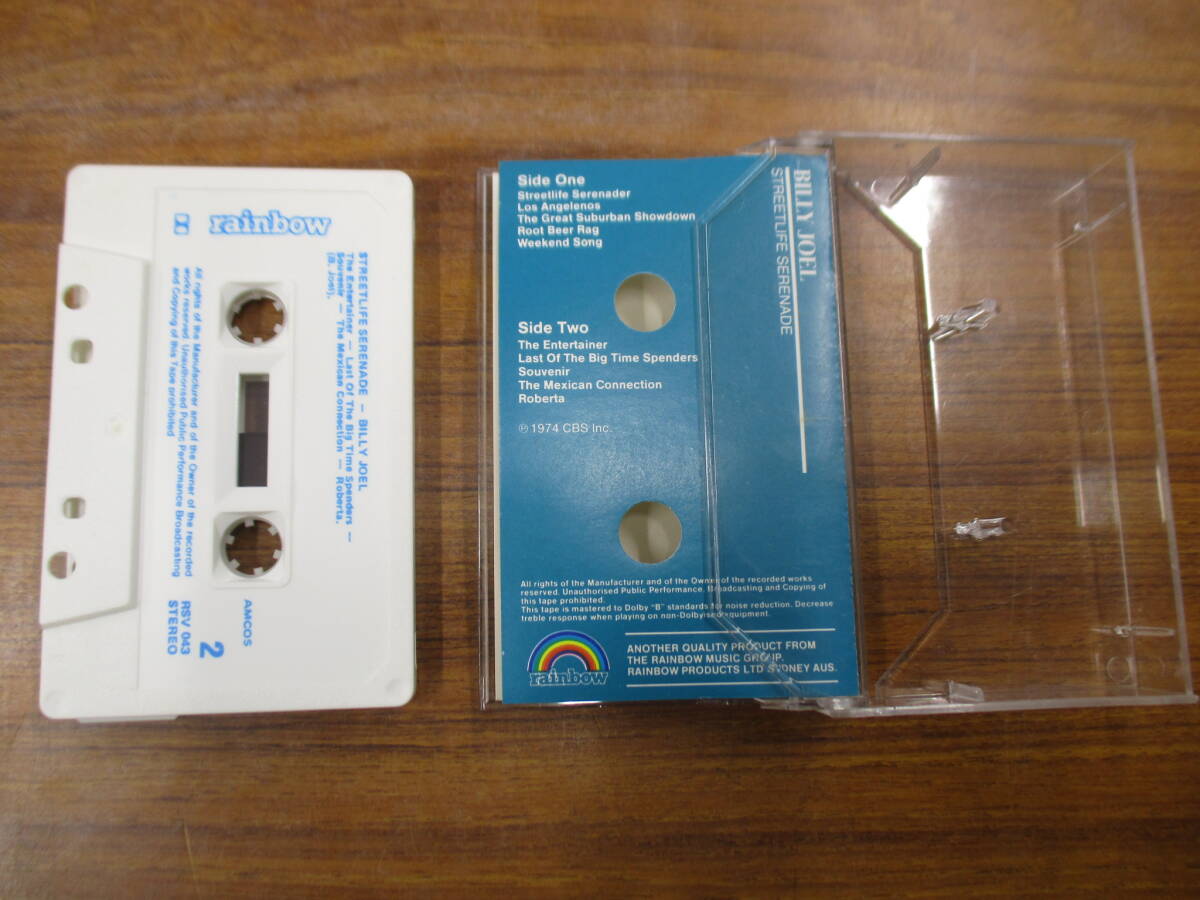 rainbow
STREETLIFE SERENADE — BILLY JOEL
The Entertainer — Last Of The Big Time Spenders —
Souvenir — The Mexican Connection — Roberta.
(B. Joel).
All rights of the Manufacturer and of the Owner of the recorded
works reserved. Unauthorised Public Performance Broadcasting
and Copying of this Tape prohibited
AMCOS
2
RSV 043
STEREO
Side One
Streetlife Serenader
Los Angelenos
The Great Suburban Showdown
Root Beer Rag
Weekend Song
Side Two
The Entertainer
Last Of The Big Time Spenders
Souvenir
The Mexican Connection
Roberta
℗ 1974 CBS Inc.
All rights of the Manufacturer and of the Owner of the recorded works
reserved. Unauthorised Public Performance, Broadcasting and Copying of
this tape prohibited.
This tape is mastered to Dolby "B" standards for noise reduction. Decrease
treble response when playing on non-Dolbyised equipment.
rainbow
ANOTHER QUALITY PRODUCT FROM
THE RAINBOW MUSIC GROUP.
RAINBOW PRODUCTS LTD SYDNEY AUS.
BILLY JOEL
STREETLIFE SERENADE